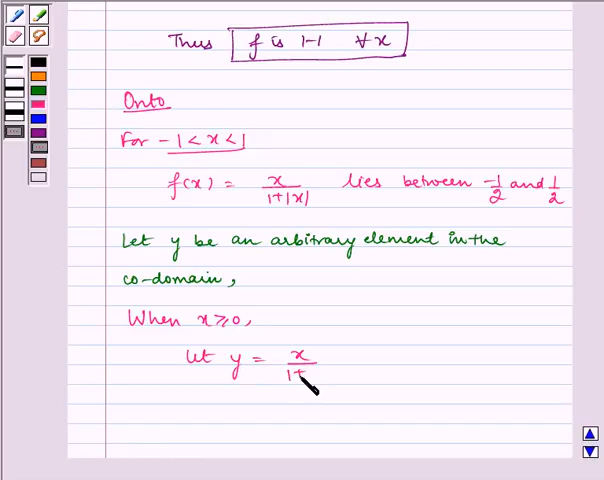 Thus f is 1-1 ∀x
Onto
For -1 < x < 1
f(x) = x/1+|x| lies between -1/2 and 1/2
Let y be an arbitrary element in the
co-domain,
When x ⩾ 0,
let y = x/1+